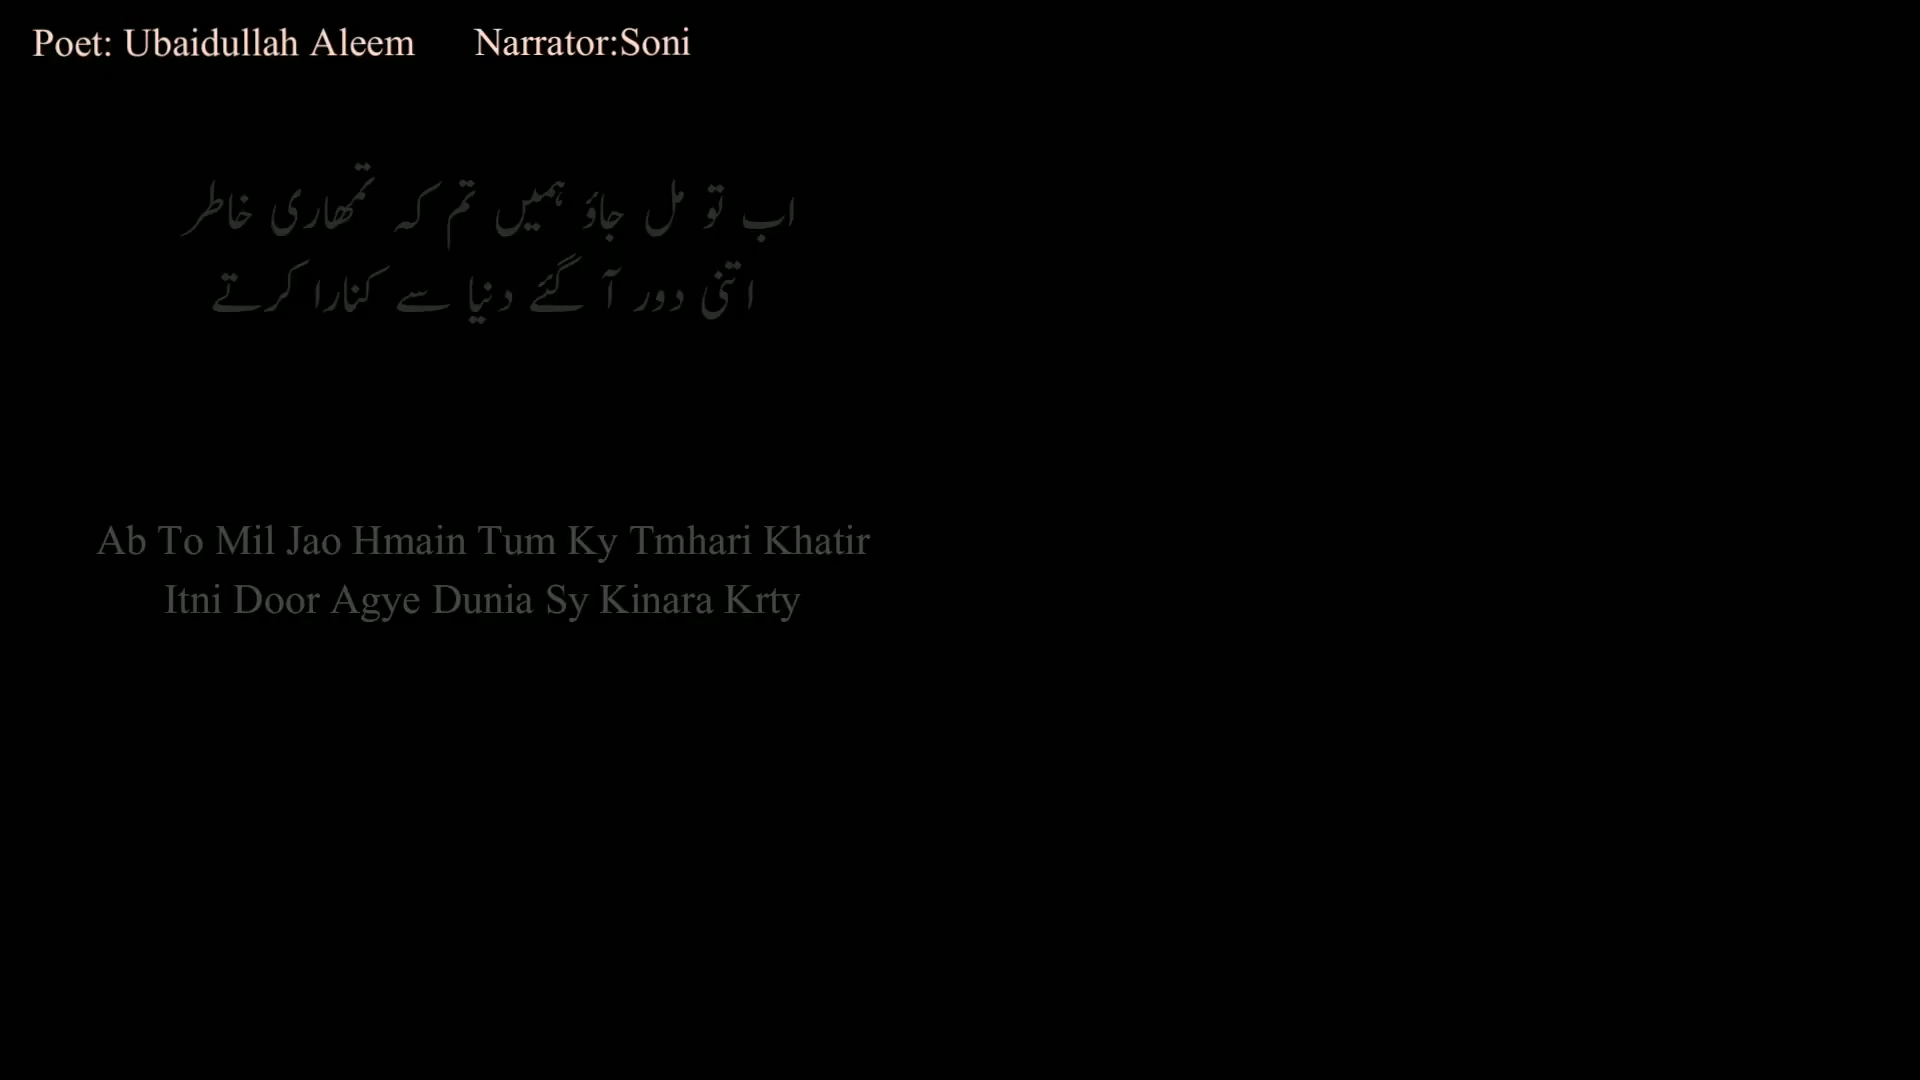 Poet: Ubaidullah Aleem Narrator:Soni
اب تو مل جاؤ ہمیں تم کہ تمھاری خاطر
اتنی دور آ گئے دنیا سے کنارا کرتے
Ab To Mil Jao Hmain Tum Ky Tmhari Khatir
Itni Door Agye Dunia Sy Kinara Krty